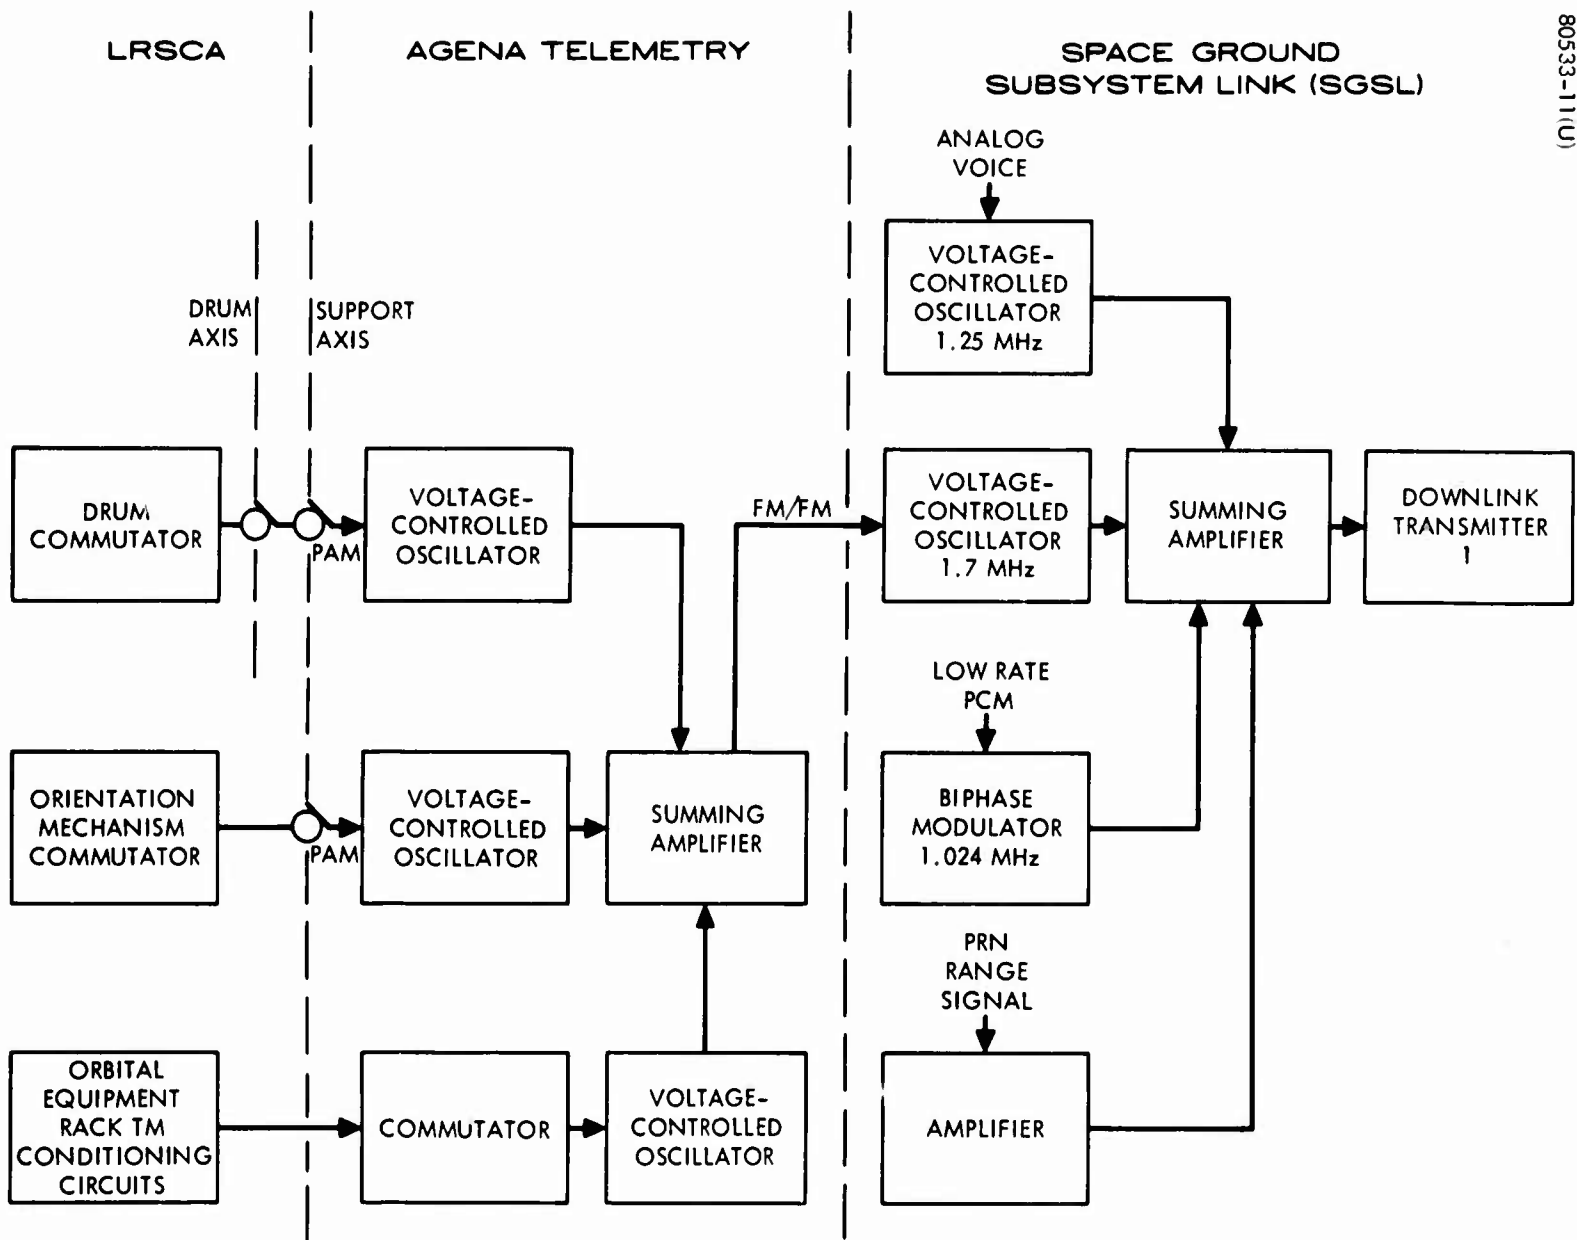 LRSCA
AGENA TELEMETRY
SPACE GROUND
SUBSYSTEM LINK (SGSL)
80533-11(U)
ANALOG
VOICE
VOLTAGE-
CONTROLLED
OSCILLATOR
1.25 MHz
DRUM
AXIS
SUPPORT
AXIS
DRUM
COMMUTATOR
PAM
VOLTAGE-
CONTROLLED
OSCILLATOR
FM/FM
VOLTAGE-
CONTROLLED
OSCILLATOR
1.7 MHz
SUMMING
AMPLIFIER
DOWNLINK
TRANSMITTER
1
LOW RATE
PCM
ORIENTATION
MECHANISM
COMMUTATOR
PAM
VOLTAGE-
CONTROLLED
OSCILLATOR
SUMMING
AMPLIFIER
BIPHASE
MODULATOR
1.024 MHz
PRN
RANGE
SIGNAL
ORBITAL
EQUIPMENT
RACK TM
CONDITIONING
CIRCUITS
COMMUTATOR
VOLTAGE-
CONTROLLED
OSCILLATOR
AMPLIFIER